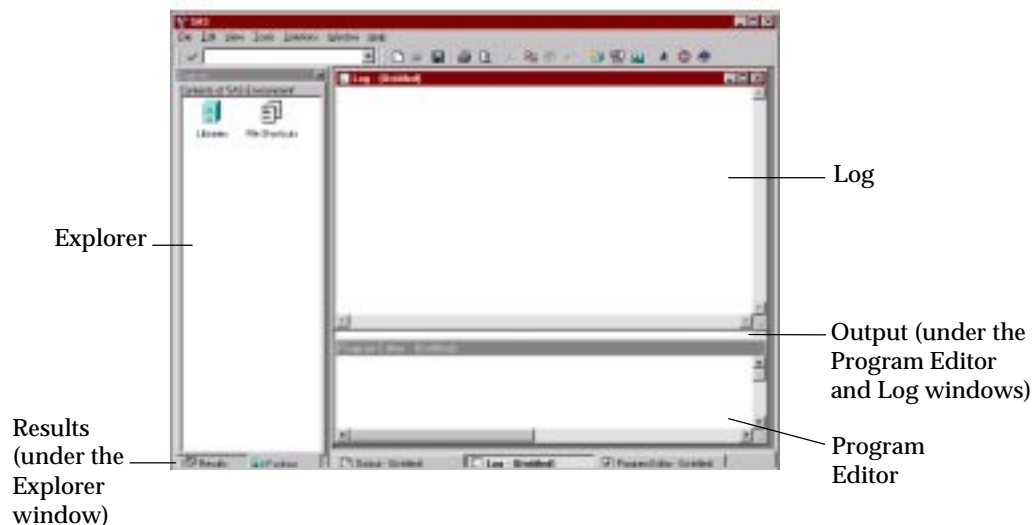 SAS
File Edit View Tools Solutions Window Help
Log - (Untitled)
Contents of 'SAS Environment'
Libraries File Shortcuts
Log
Explorer
Output (under the
Program Editor
and Log windows)
Program Editor - (Untitled)
Results
(under the
Explorer
window)
Program
Editor
Results Explorer Output - (Untitled) Log - (Untitled) Program Editor - (Untitled)